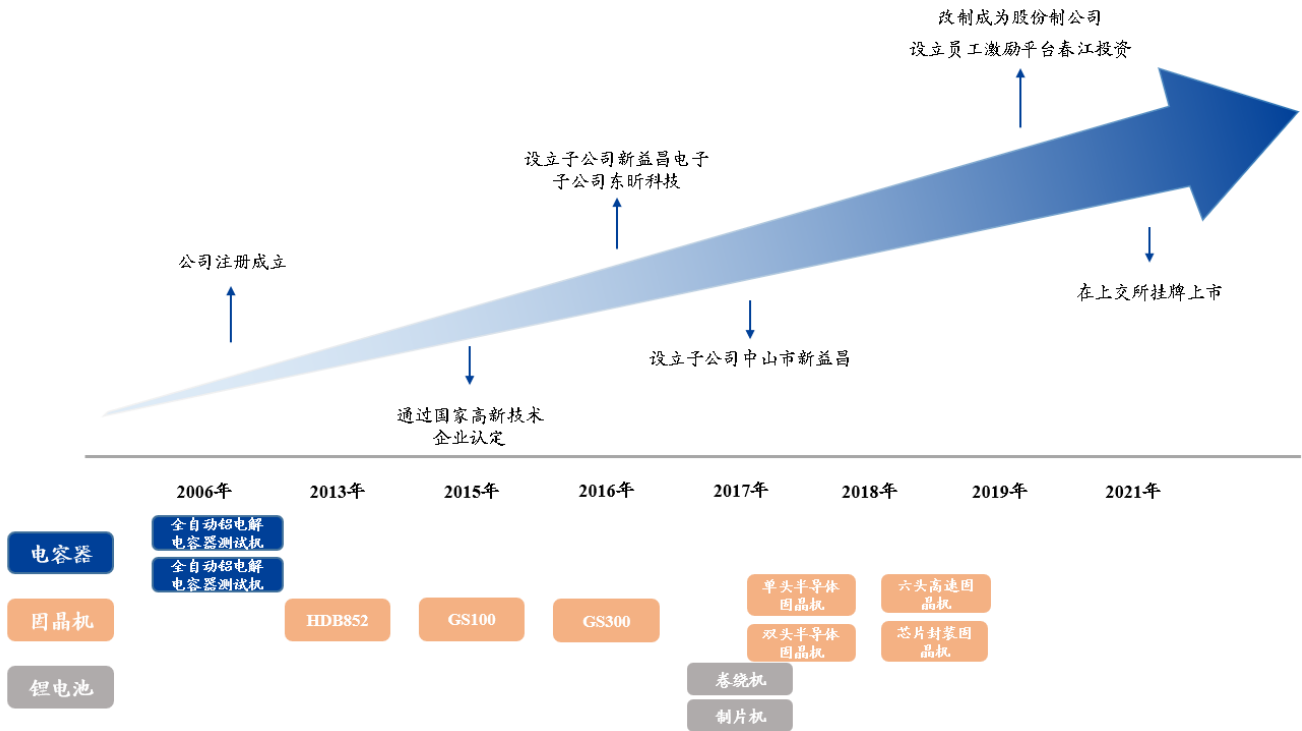 改制成为股份制公司
设立员工激励平台春江投资
设立子公司新益昌电子
子公司东昕科技
公司注册成立
在上交所挂牌上市
设立子公司中山市新益昌
通过国家高新技术
企业认定
2006年
2013年
2015年
2016年
2017年
2018年
2019年
2021年
电容器
全自动铝电解
电容器测试机
全自动铝电解
电容器测试机
固晶机
HDB852
GS100
GS300
单头半导体
固晶机
双头半导体
固晶机
六头高速固
晶机
芯片封装固
晶机
锂电池
卷绕机
制片机